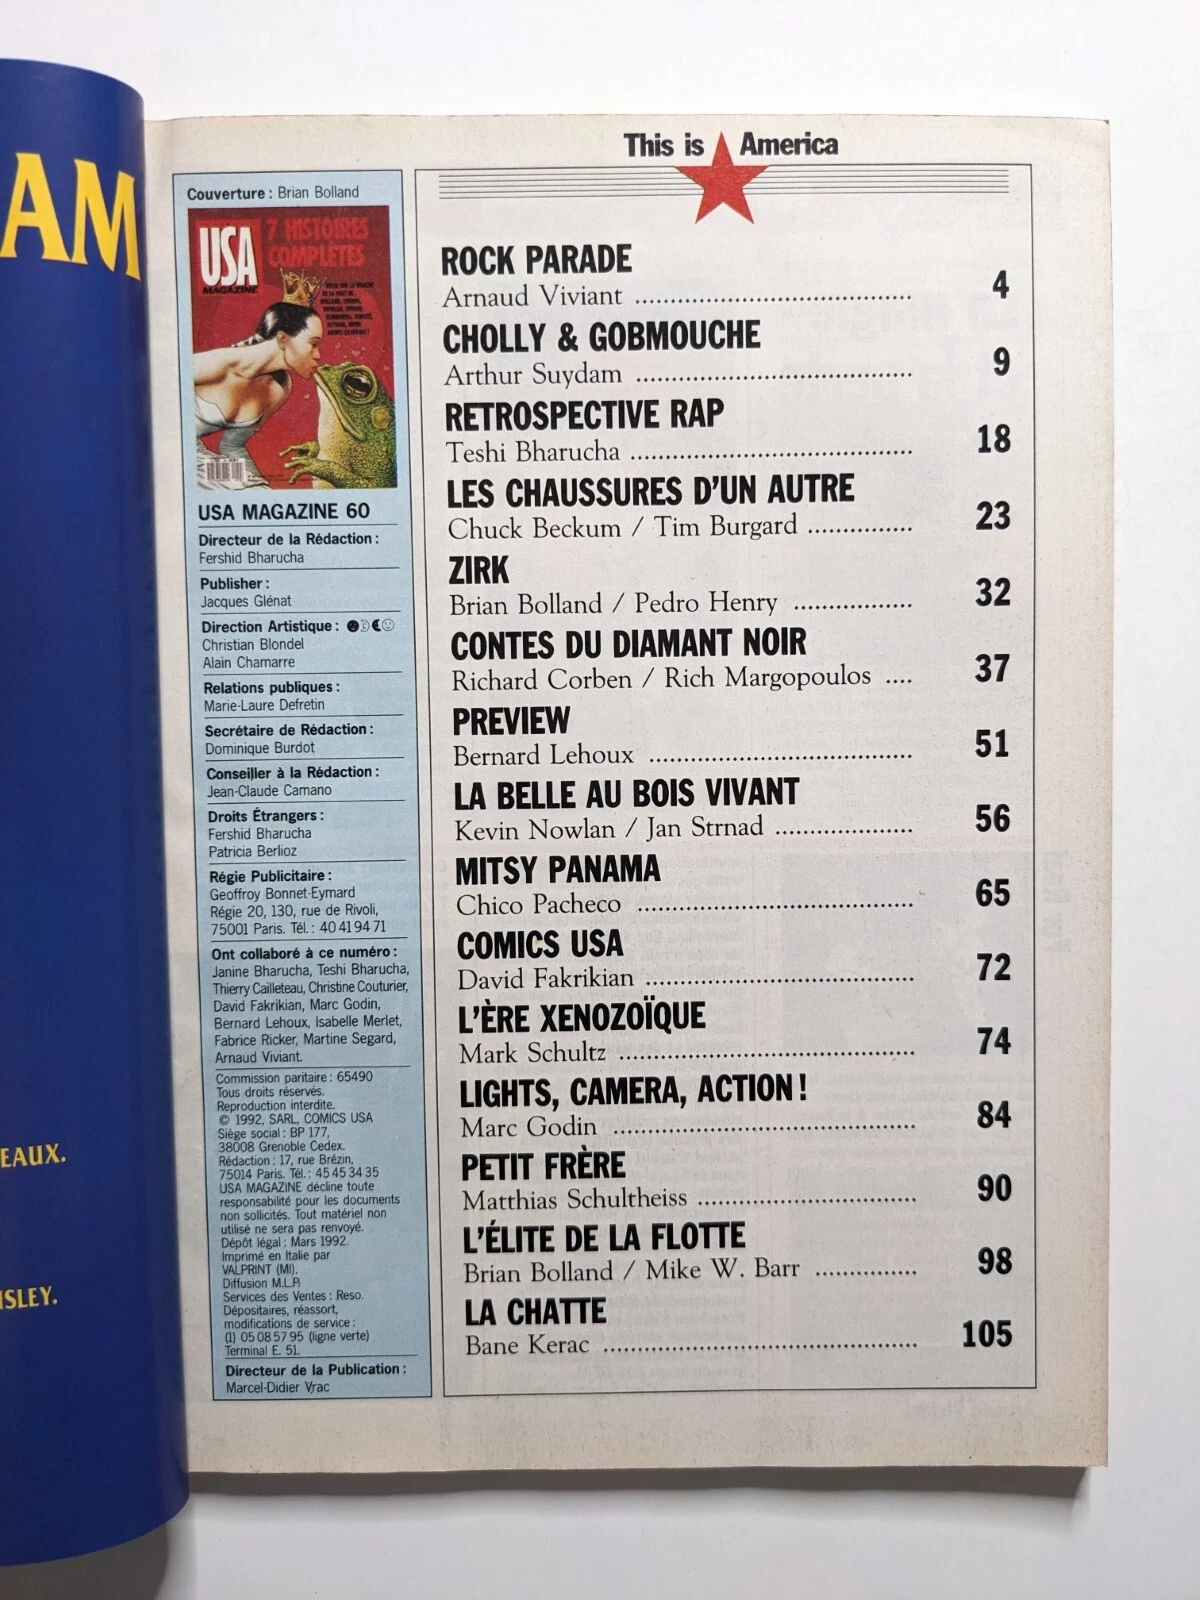 AM
EAUX.
ISLEY.
This is America
Couverture : Brian Bolland
USA
MAGAZINE
7 HISTOIRES
COMPLÈTES
USA MAGAZINE 60
Directeur de la Rédaction :
Fershid Bharucha
Publisher :
Jacques Glénat
Direction Artistique :
Christian Blondel
Alain Chamarre
Relations publiques :
Marie-Laure Defretin
Secrétaire de Rédaction :
Dominique Burdot
Conseiller à la Rédaction :
Jean-Claude Camano
Droits Étrangers :
Fershid Bharucha
Patricia Berlioz
Régie Publicitaire :
Geoffroy Bonnet-Eymard
Régie 20, 130, rue de Rivoli,
75001 Paris. Tél. : 40 41 94 71
Ont collaboré à ce numéro :
Janine Bharucha, Teshi Bharucha,
Thierry Cailleteau, Christine Couturier,
David Fakrikian, Marc Godin,
Bernard Lehoux, Isabelle Merlet,
Fabrice Ricker, Martine Segard,
Arnaud Viviant.
Commission paritaire : 65490
Tous droits réservés.
Reproduction interdite.
© 1992, SARL, COMICS USA
Siège social : BP 177,
38008 Grenoble Cedex.
Rédaction : 17, rue Brézin,
75014 Paris. Tél. : 45 45 34 35
USA MAGAZINE décline toute
responsabilité pour les documents
non sollicités. Tout matériel non
utilisé ne sera pas renvoyé.
Dépôt légal : Mars 1992.
Imprimé en Italie par
VALPRINT (MI).
Diffusion M.L.P.
Services des Ventes : Reso.
Dépositaires, réassort,
modifications de service :
(1) 05 08 57 95 (ligne verte)
Terminal E. 51.
Directeur de la Publication :
Marcel-Didier Vrac
ROCK PARADE
Arnaud Viviant ........ 4
CHOLLY & GOBMOUCHE
Arthur Suydam ........ 9
RETROSPECTIVE RAP
Teshi Bharucha ........ 18
LES CHAUSSURES D'UN AUTRE
Chuck Beckum / Tim Burgard ........ 23
ZIRK
Brian Bolland / Pedro Henry ........ 32
CONTES DU DIAMANT NOIR
Richard Corben / Rich Margopoulos .... 37
PREVIEW
Bernard Lehoux ........ 51
LA BELLE AU BOIS VIVANT
Kevin Nowlan / Jan Strnad ........ 56
MITSY PANAMA
Chico Pacheco ........ 65
COMICS USA
David Fakrikian ........ 72
L'ÈRE XENOZOÏQUE
Mark Schultz ........ 74
LIGHTS, CAMERA, ACTION !
Marc Godin ........ 84
PETIT FRÈRE
Matthias Schultheiss ........ 90
L'ÉLITE DE LA FLOTTE
Brian Bolland / Mike W. Barr ........ 98
LA CHATTE
Bane Kerac ........ 105